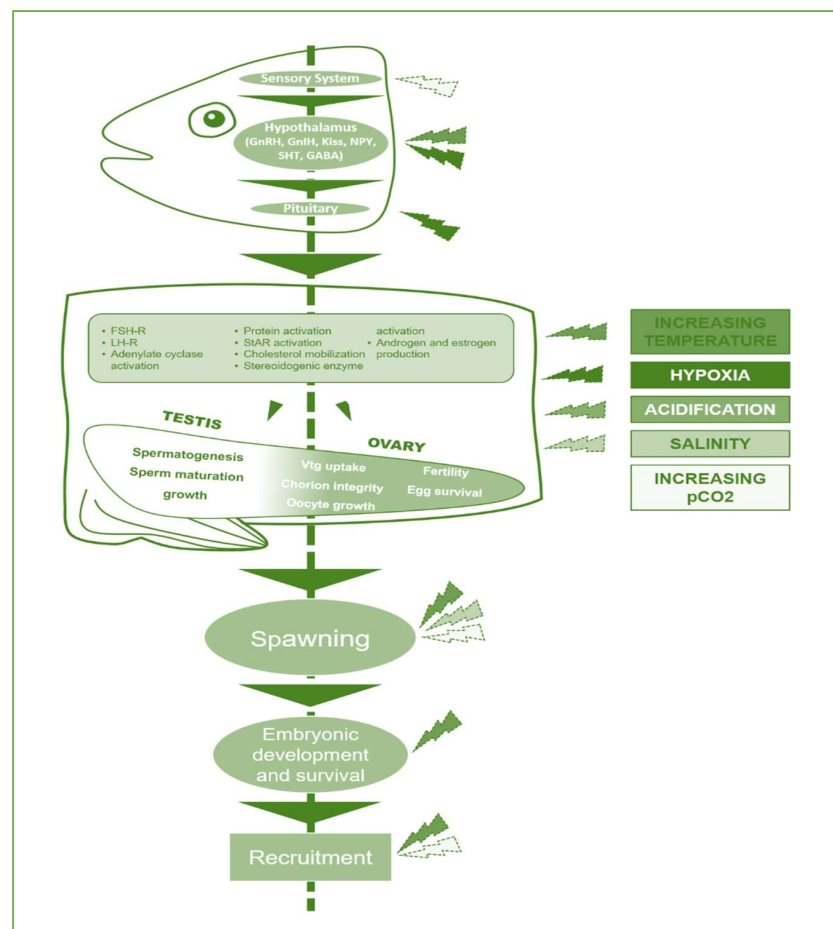 Sensory System
Hypothalamus
(GnRH, GnIH, Kiss, NPY,
SHT, GABA)
Pituitary
• FSH-R
• LH-R
• Adenylate cyclase
activation
• Protein activation
• StAR activation
• Cholesterol mobilization
• Stereoidogenic enzyme
activation
• Androgen and estrogen
production
TESTIS
Spermatogenesis
Sperm maturation
growth
OVARY
Vtg uptake
Chorion integrity
Oocyte growth
Fertility
Egg survival
INCREASING
TEMPERATURE
HYPOXIA
ACIDIFICATION
SALINITY
INCREASING
pCO2
Spawning
Embryonic
development
and survival
Recruitment